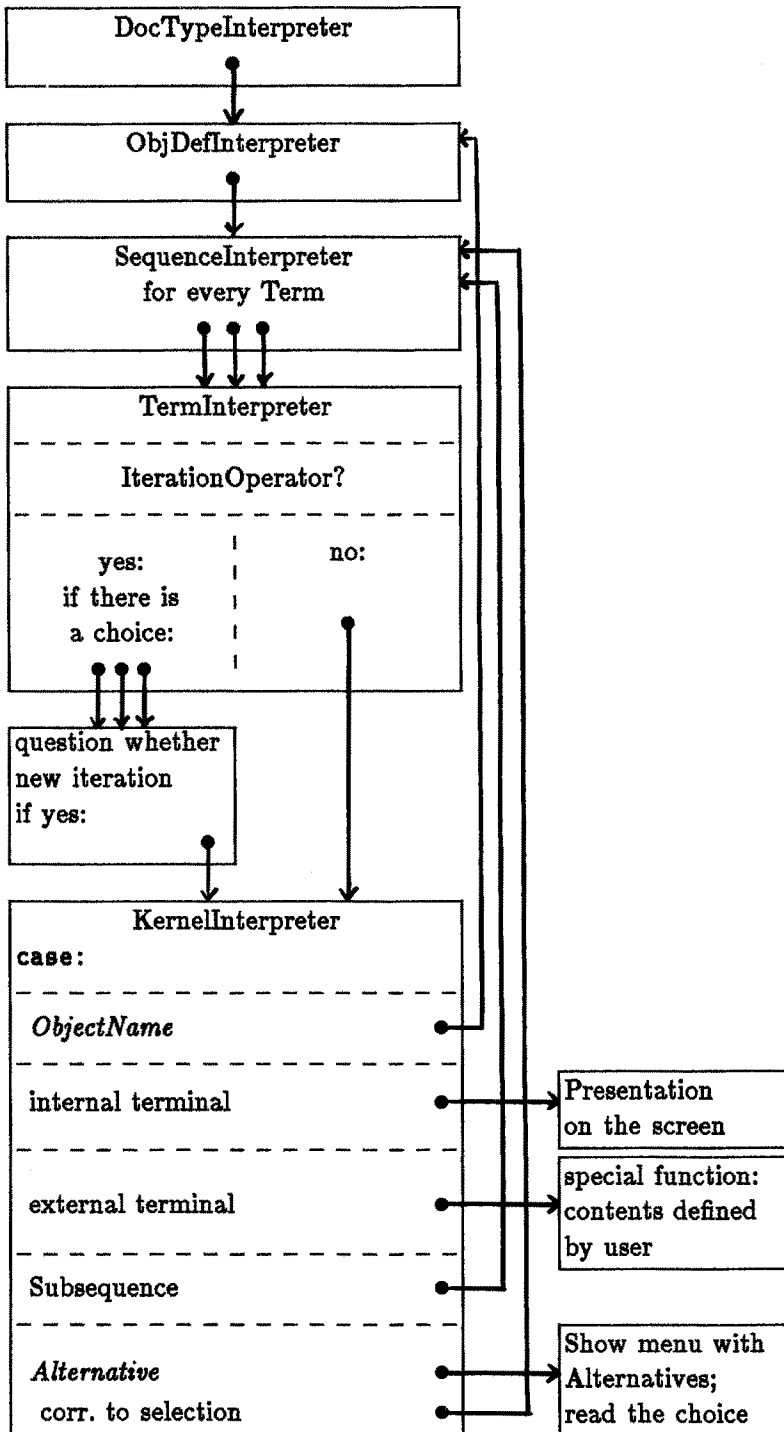 DocTypeInterpreter
ObjDefInterpreter
SequenceInterpreter
for every Term
TermInterpreter
IterationOperator?
yes:
if there is
a choice:
no:
question whether
new iteration
if yes:
KernelInterpreter
case:
ObjectName
internal terminal
Presentation
on the screen
external terminal
special function:
contents defined
by user
Subsequence
Alternative
corr. to selection
Show menu with
Alternatives;
read the choice